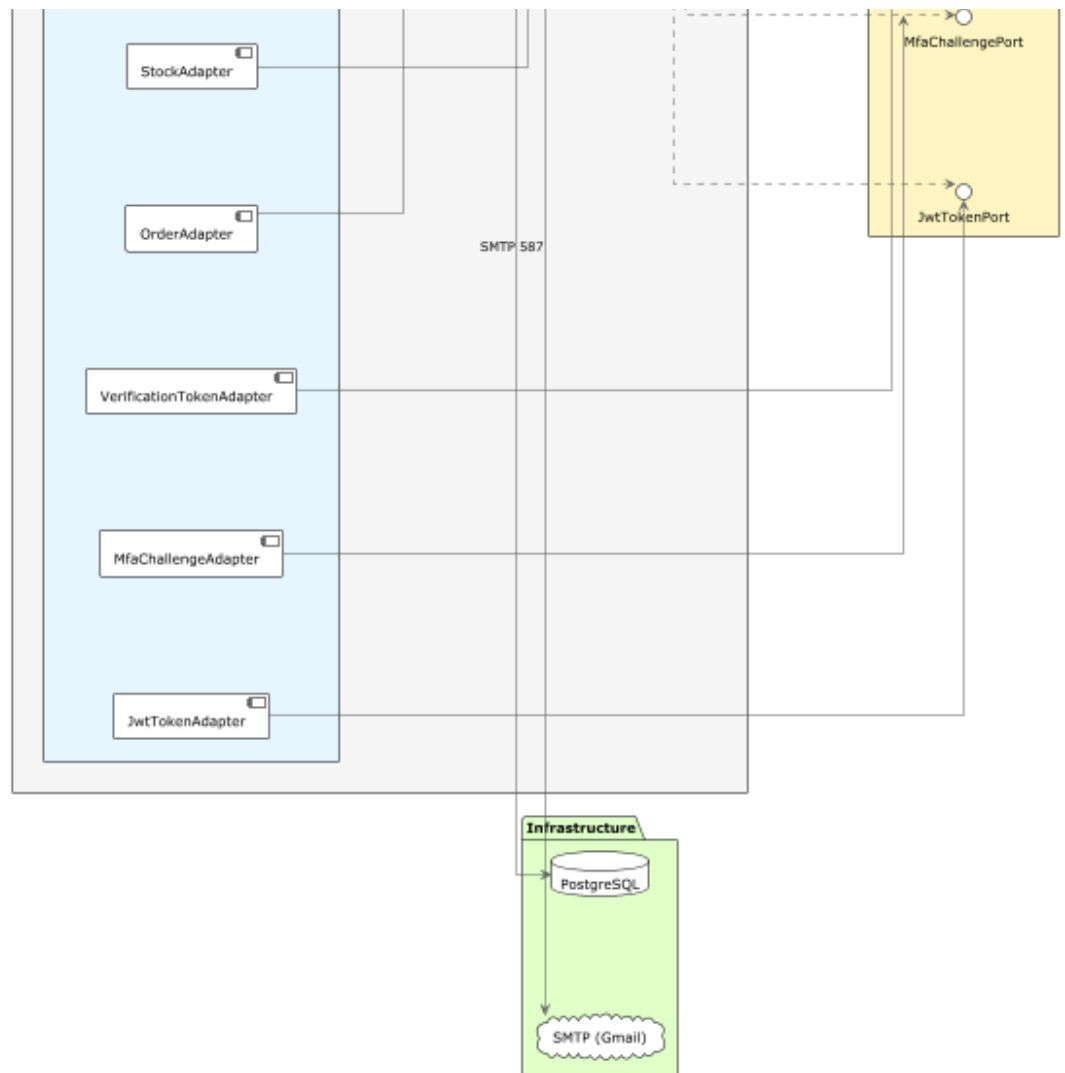 MfaChallengePort
StockAdapter
JwtTokenPort
OrderAdapter
SMTP 587
VerificationTokenAdapter
MfaChallengeAdapter
JwtTokenAdapter
Infrastructure
PostgreSQL
SMTP (Gmail)